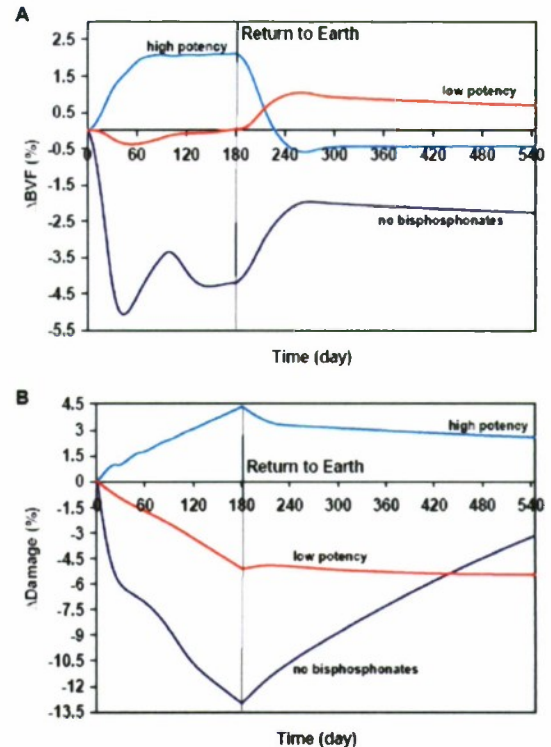 A
Return to Earth
high potency
low potency
no bisphosphonates
2.5
1.5
0.5
-0.5
-1.5
-2.5
-3.5
-4.5
-5.5
0 60 120 180 240 300 360 420 480 540
ΔBVF (%)
Time (day)
B
high potency
Return to Earth
low potency
no bisphosphonates
4.5
3
1.5
0
-1.5
-3
-4.5
-6
-7.5
-9
-10.5
-12
-13.5
0 60 120 180 240 300 360 420 480 540
ΔDamage (%)
Time (day)